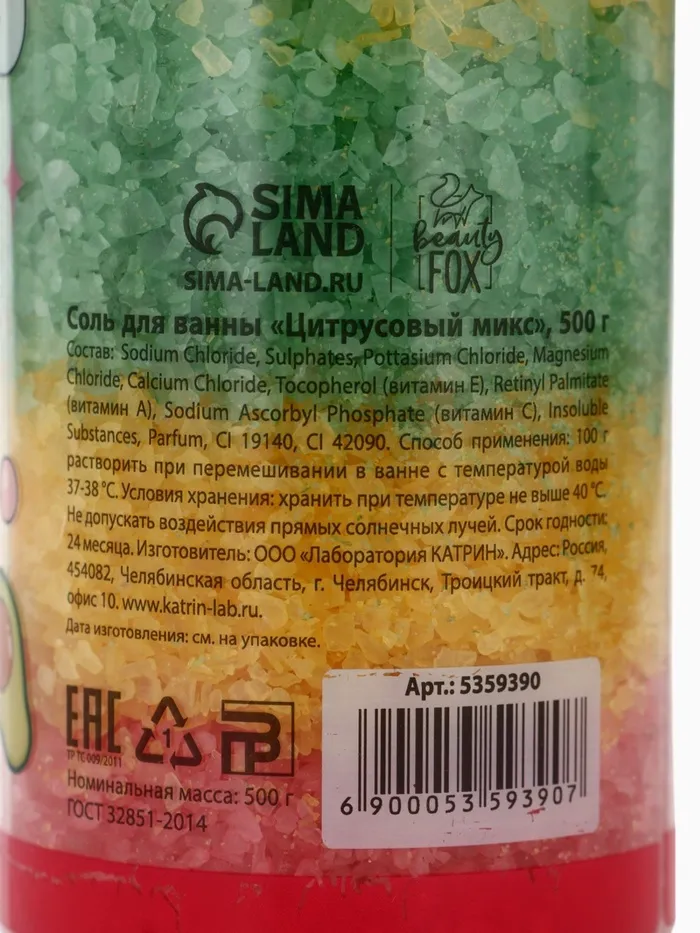 SIMA
LAND
SIMA-LAND.RU
beauty
FOX
Соль для ванны «Цитрусовый микс», 500 г
Состав: Sodium Chloride, Sulphates, Pottasium Chloride, Magnesium
Chloride, Calcium Chloride, Tocopherol (витамин Е), Retinyl Palmitate
(витамин А), Sodium Ascorbyl Phosphate (витамин С), Insoluble
Substances, Parfum, CI 19140, CI 42090. Способ применения: 100 г
растворить при перемешивании в ванне с температурой воды
37-38 °С. Условия хранения: хранить при температуре не выше 40 °С.
Не допускать воздействия прямых солнечных лучей. Срок годности:
24 месяца. Изготовитель: ООО «Лаборатория КАТРИН». Адрес: Россия,
454082, Челябинская область, г. Челябинск, Троицкий тракт, д. 74,
офис 10. www.katrin-lab.ru.
Дата изготовления: см. на упаковке.
Арт.: 5359390
6 900053 593907
ЕАС
ТР ТС 009/2011
1
Номинальная масса: 500 г
ГОСТ 32851-2014